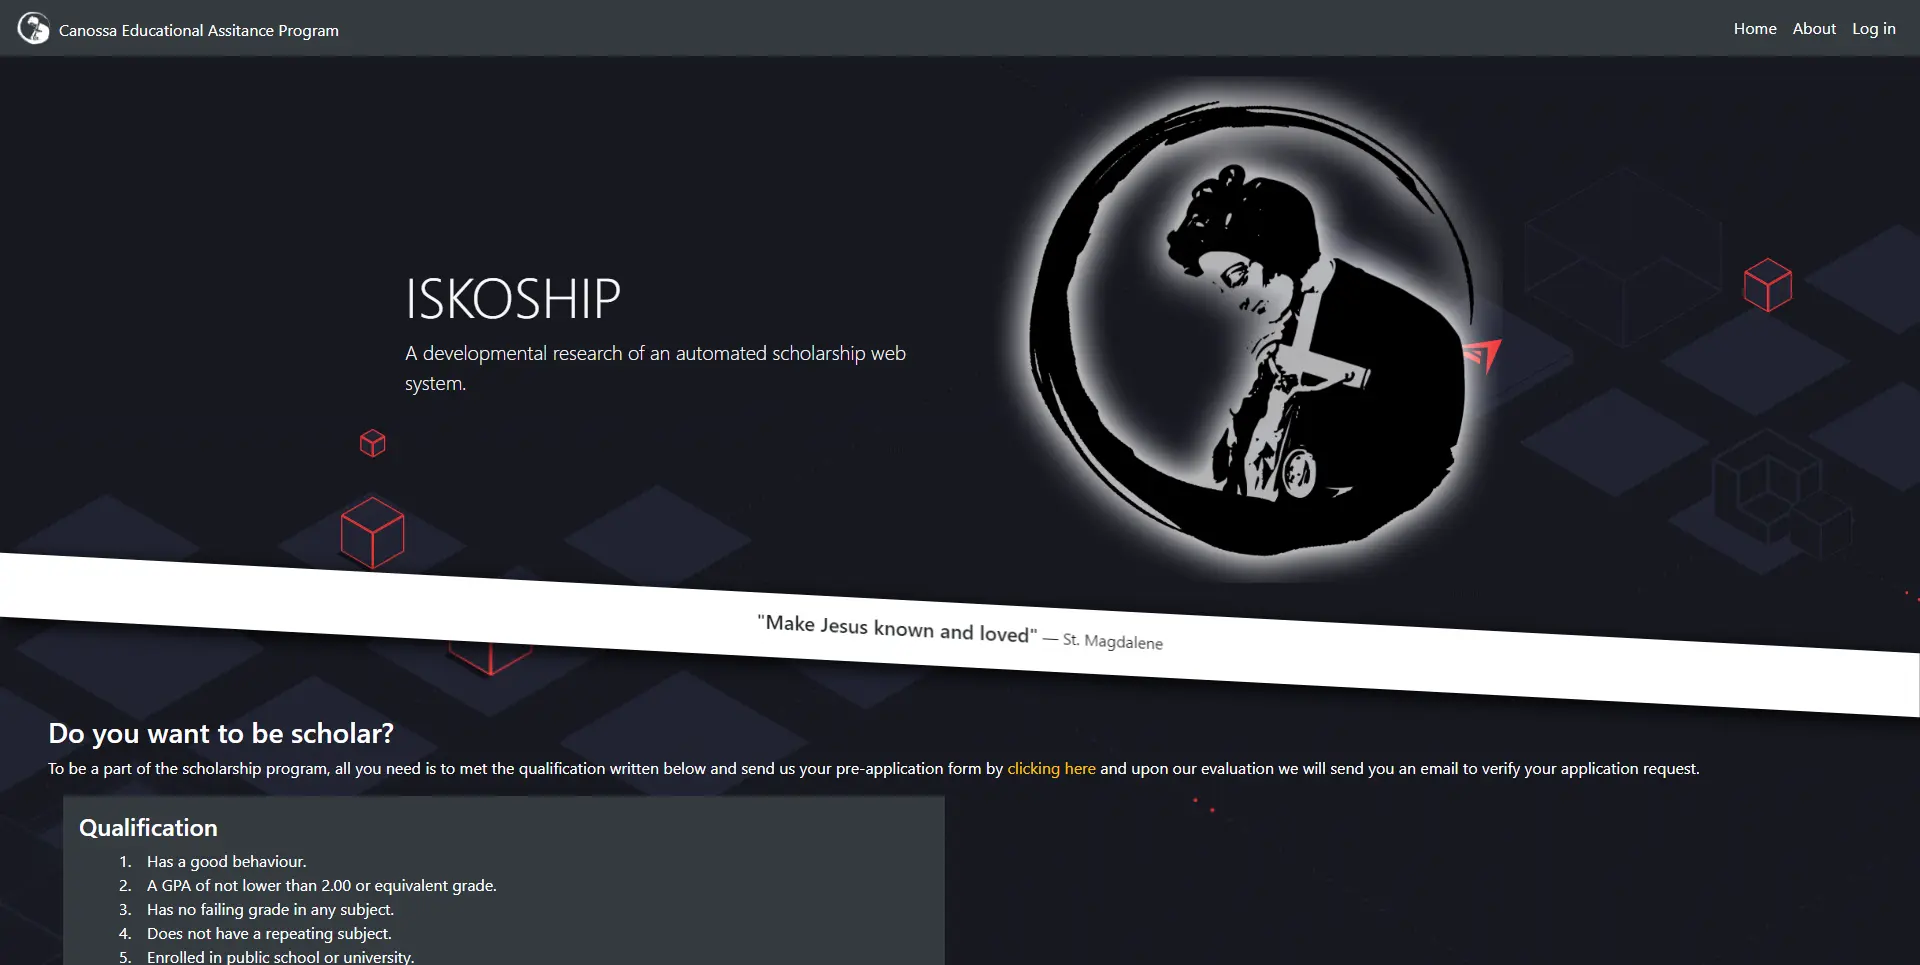 Canossa Educational Assitance Program
Home About Log in
ISKOSHIP
A developmental research of an automated scholarship web
system.
"Make Jesus known and loved" — St. Magdalene
Do you want to be scholar?
To be a part of the scholarship program, all you need is to met the qualification written below and send us your pre-application form by clicking here and upon our evaluation we will send you an email to verify your application request.
Qualification
1. Has a good behaviour.
2. A GPA of not lower than 2.00 or equivalent grade.
3. Has no failing grade in any subject.
4. Does not have a repeating subject.
5. Enrolled in public school or university.